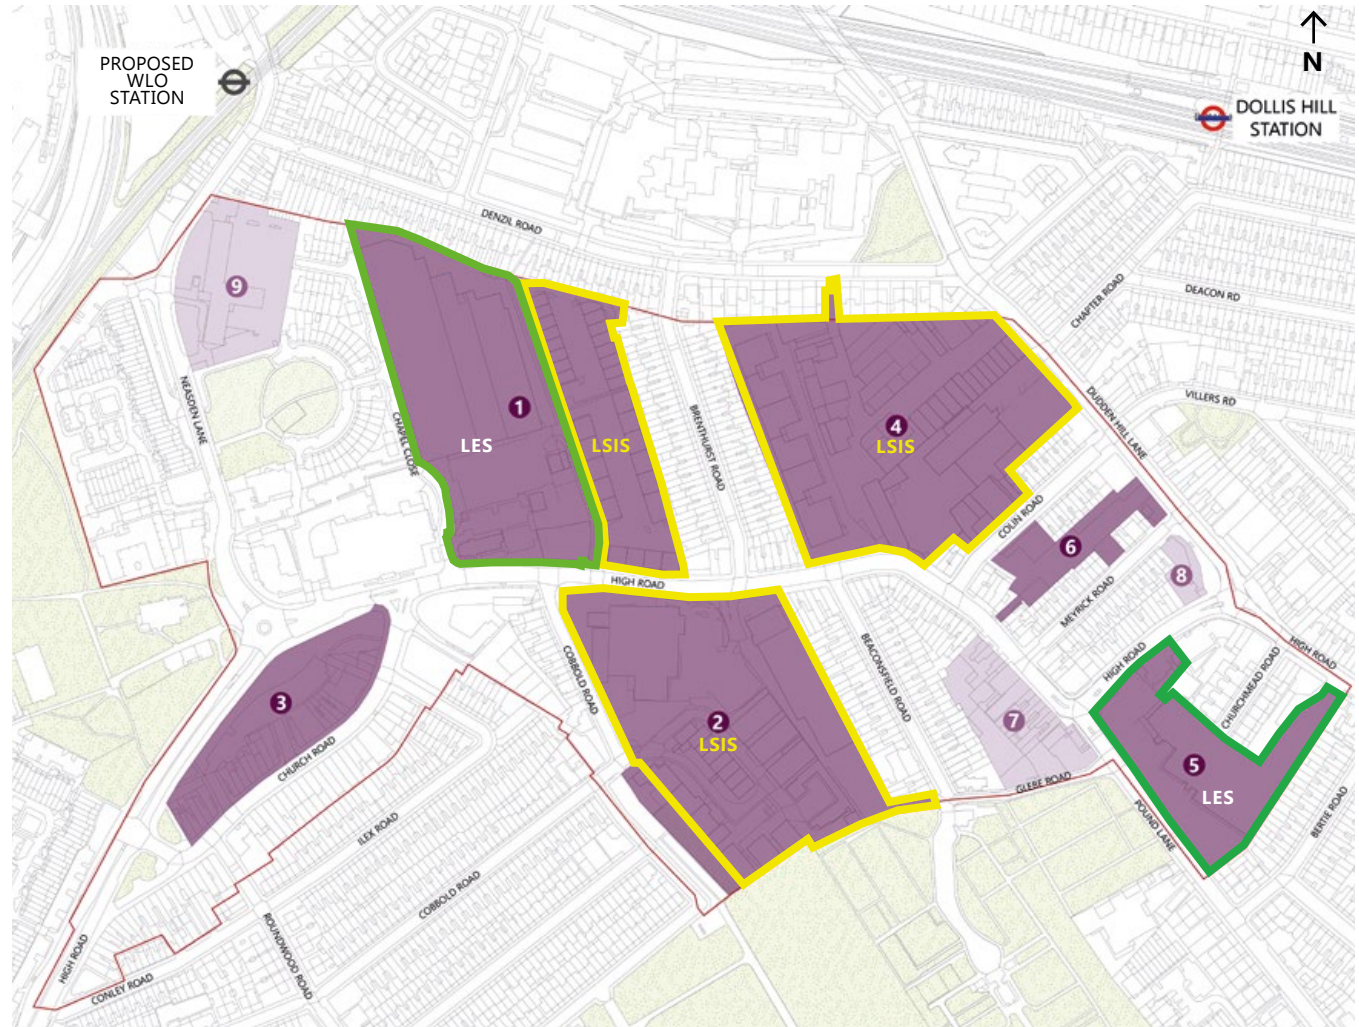 PROPOSED
WLO
STATION
N
DOLLIS HILL
STATION
DENZIL ROAD
9
CHAPTER ROAD
DEACON RD
NEASDEN LANE
CHAPEL CLOSE
1
LES
LSIS
BRENTHURST ROAD
4
LSIS
DUDDEN HILL LANE
VILLERS RD
COLIN ROAD
6
8
MEYRICK ROAD
HIGH ROAD
COBBOLD ROAD
2
LSIS
BEACONSFIELD ROAD
7
GLEBE ROAD
HIGH ROAD
CHURCHMEAD ROAD
HIGH ROAD
5
LES
POUND LANE
BERTIE ROAD
3
CHURCH ROAD
ILEX ROAD
COBBOLD ROAD
ROUNDWOOD ROAD
HIGH ROAD
CONLEY ROAD